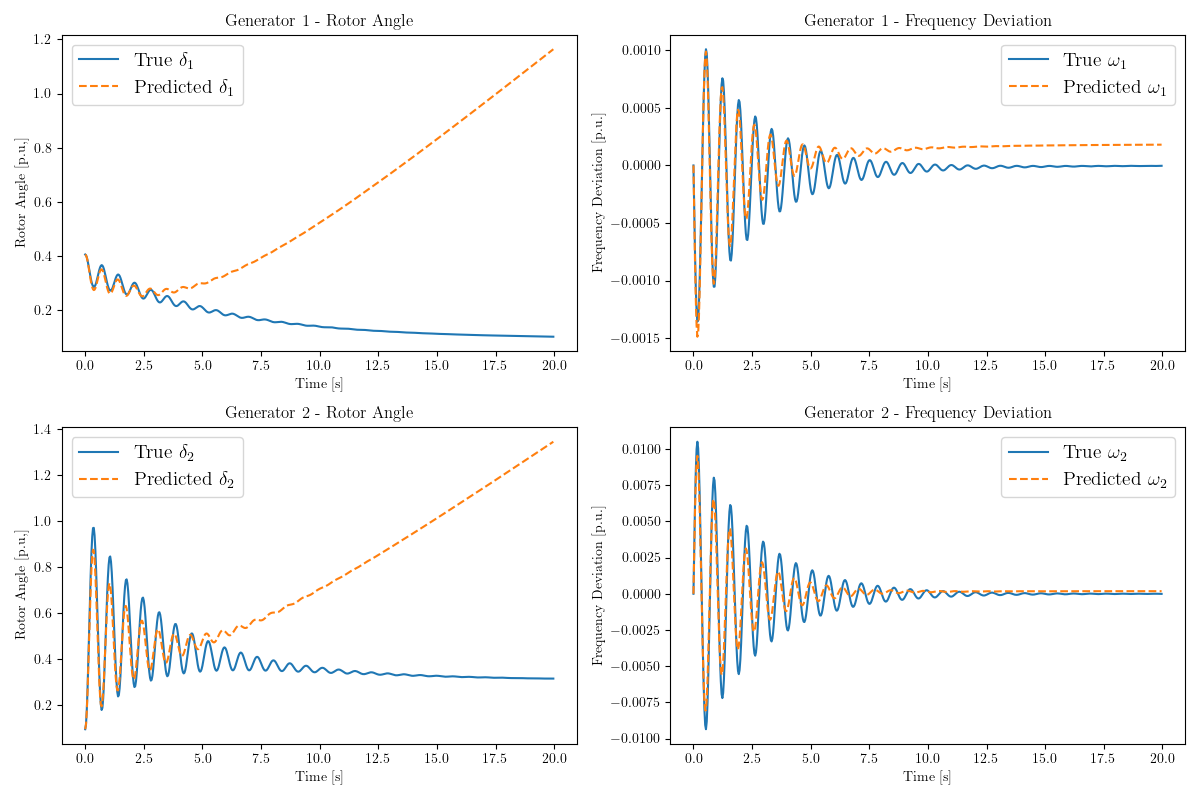 Generator 1 - Rotor Angle
1.2
1.0
0.8
0.6
0.4
0.2
Rotor Angle [p.u.]
True δ₁
Predicted δ₁
0.0 2.5 5.0 7.5 10.0 12.5 15.0 17.5 20.0
Time [s]
Generator 1 - Frequency Deviation
0.0010
0.0005
0.0000
−0.0005
−0.0010
−0.0015
Frequency Deviation [p.u.]
True ω₁
Predicted ω₁
0.0 2.5 5.0 7.5 10.0 12.5 15.0 17.5 20.0
Time [s]
Generator 2 - Rotor Angle
1.4
1.2
1.0
0.8
0.6
0.4
0.2
Rotor Angle [p.u.]
True δ₂
Predicted δ₂
0.0 2.5 5.0 7.5 10.0 12.5 15.0 17.5 20.0
Time [s]
Generator 2 - Frequency Deviation
0.0100
0.0075
0.0050
0.0025
0.0000
−0.0025
−0.0050
−0.0075
−0.0100
Frequency Deviation [p.u.]
True ω₂
Predicted ω₂
0.0 2.5 5.0 7.5 10.0 12.5 15.0 17.5 20.0
Time [s]